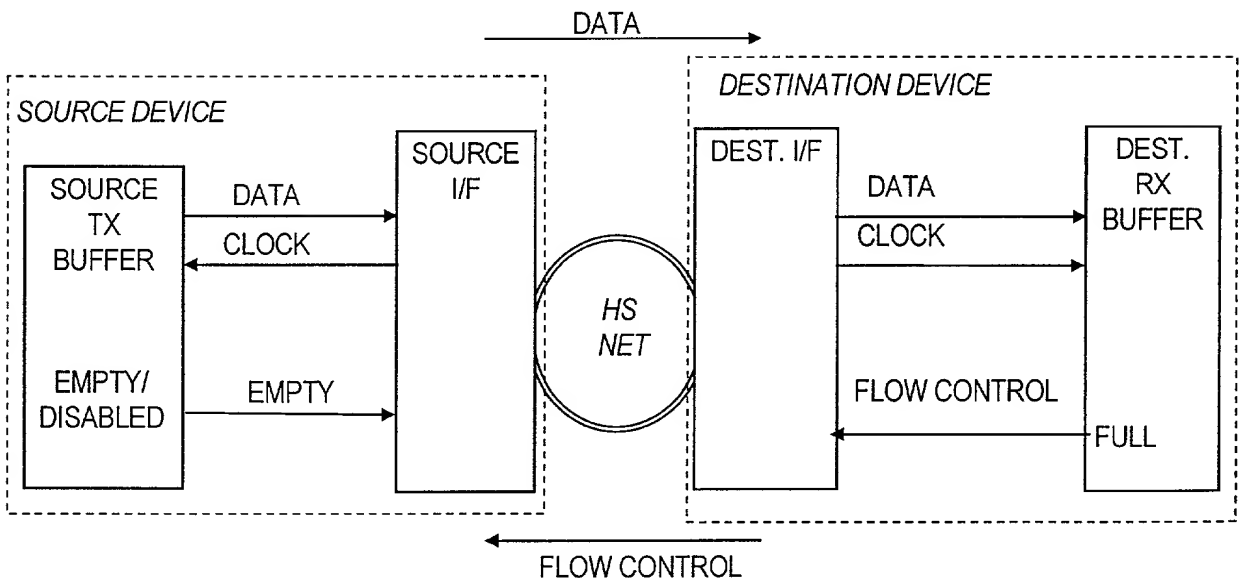 DATA
SOURCE DEVICE
DESTINATION DEVICE
SOURCE
TX
BUFFER
DATA
CLOCK
SOURCE
I/F
EMPTY/
DISABLED
EMPTY
HS
NET
DEST. I/F
DATA
CLOCK
DEST.
RX
BUFFER
FLOW CONTROL
FULL
FLOW CONTROL